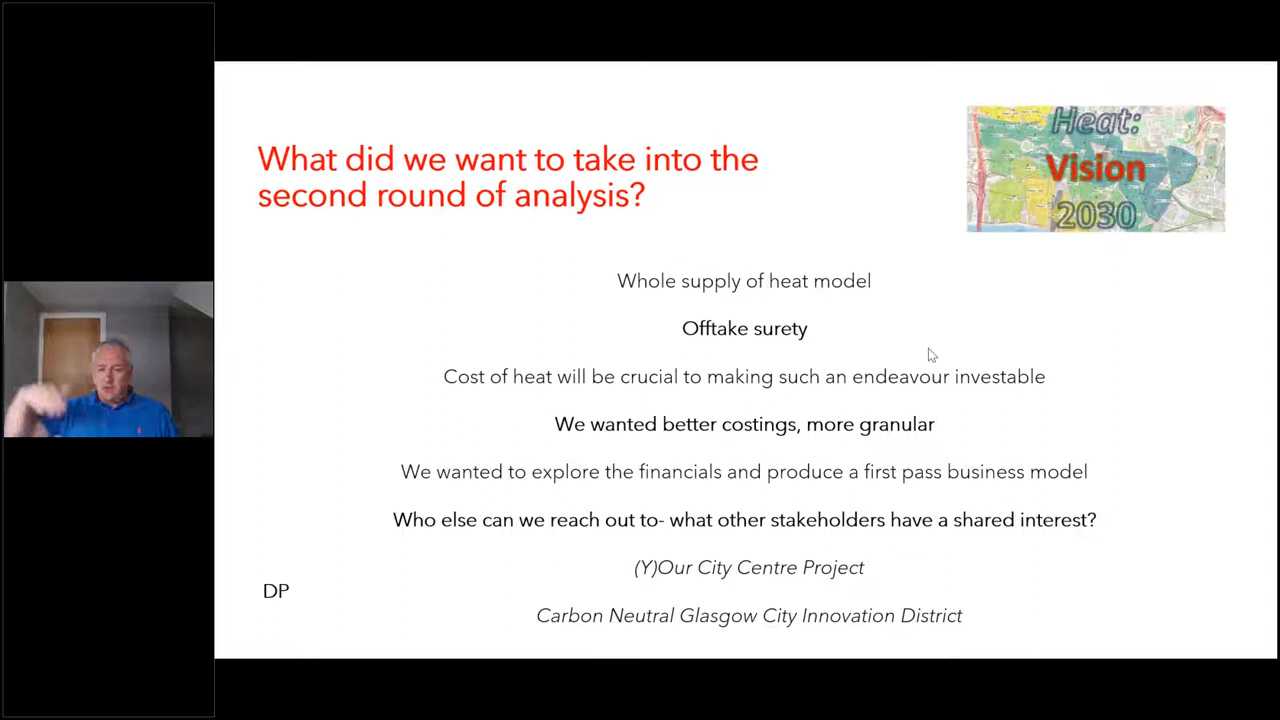 What did we want to take into the
second round of analysis?
Heat:
Vision
2030
Whole supply of heat model
Offtake surety
Cost of heat will be crucial to making such an endeavour investable
We wanted better costings, more granular
We wanted to explore the financials and produce a first pass business model
Who else can we reach out to- what other stakeholders have a shared interest?
(Y)Our City Centre Project
DP
Carbon Neutral Glasgow City Innovation District